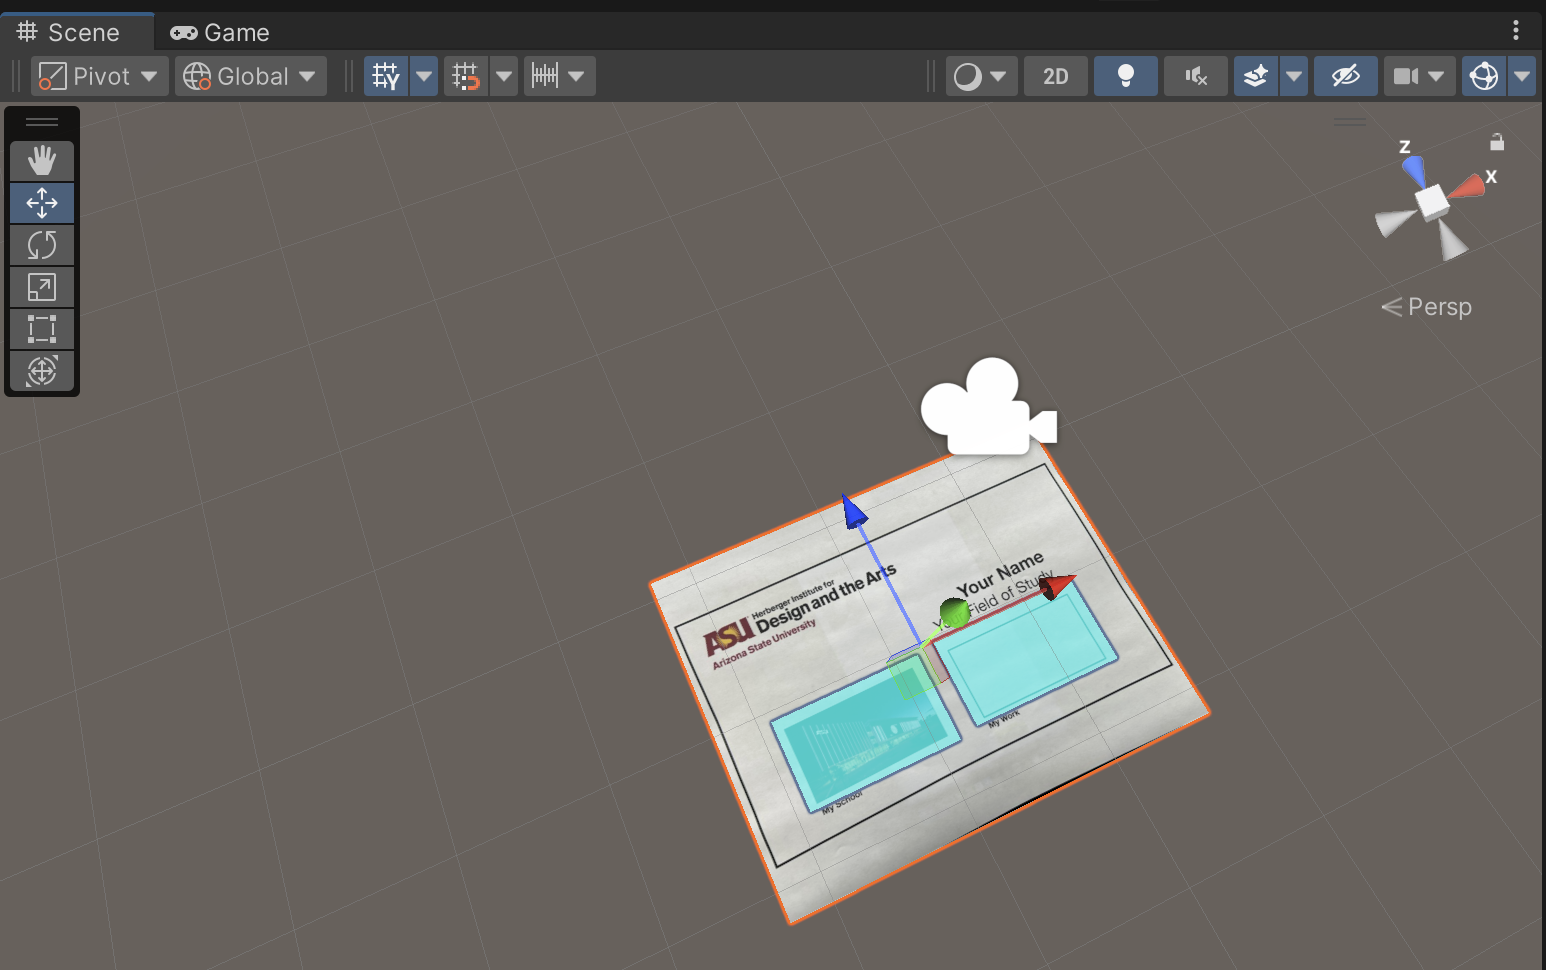 Scene
Game
Pivot
Global
2D
Z
X
Persp
Your Name
Field of Study
Herberger Institute for
Design and the Arts
ASU
Arizona State University
My Work
My School